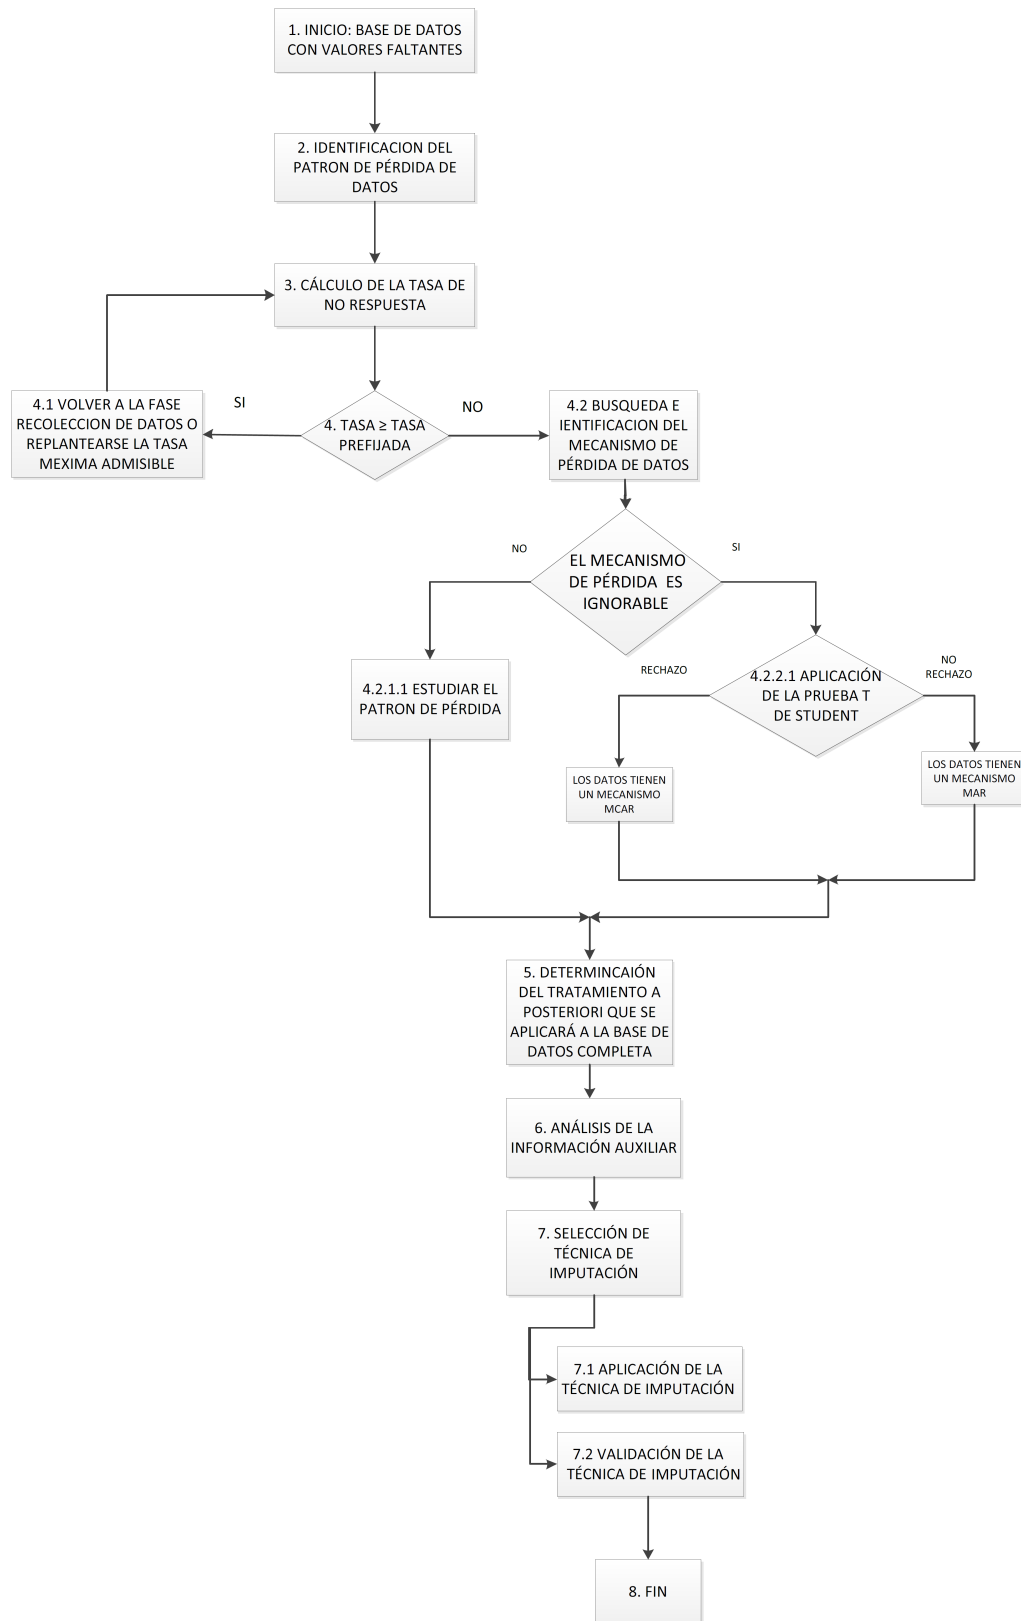 1. INICIO: BASE DE DATOS
CON VALORES FALTANTES
2. IDENTIFICACION DEL
PATRON DE PÉRDIDA DE
DATOS
3. CÁLCULO DE LA TASA DE
NO RESPUESTA
4.1 VOLVER A LA FASE
RECOLECCION DE DATOS O
REPLANTEARSE LA TASA
MEXIMA ADMISIBLE
SI
4. TASA ≥ TASA
PREFIJADA
NO
4.2 BUSQUEDA E
IENTIFICACION DEL
MECANISMO DE
PÉRDIDA DE DATOS
NO
EL MECANISMO
DE PÉRDIDA ES
IGNORABLE
SI
4.2.1.1 ESTUDIAR EL
PATRON DE PÉRDIDA
RECHAZO
4.2.2.1 APLICACIÓN
DE LA PRUEBA T
DE STUDENT
NO
RECHAZO
LOS DATOS TIENEN
UN MECANISMO
MCAR
LOS DATOS TIENEN
UN MECANISMO
MAR
5. DETERMINCAIÓN
DEL TRATAMIENTO A
POSTERIORI QUE SE
APLICARÁ A LA BASE DE
DATOS COMPLETA
6. ANÁLISIS DE LA
INFORMACIÓN AUXILIAR
7. SELECCIÓN DE
TÉCNICA DE
IMPUTACIÓN
7.1 APLICACIÓN DE LA
TÉCNICA DE IMPUTACIÓN
7.2 VALIDACIÓN DE LA
TÉCNICA DE IMPUTACIÓN
8. FIN